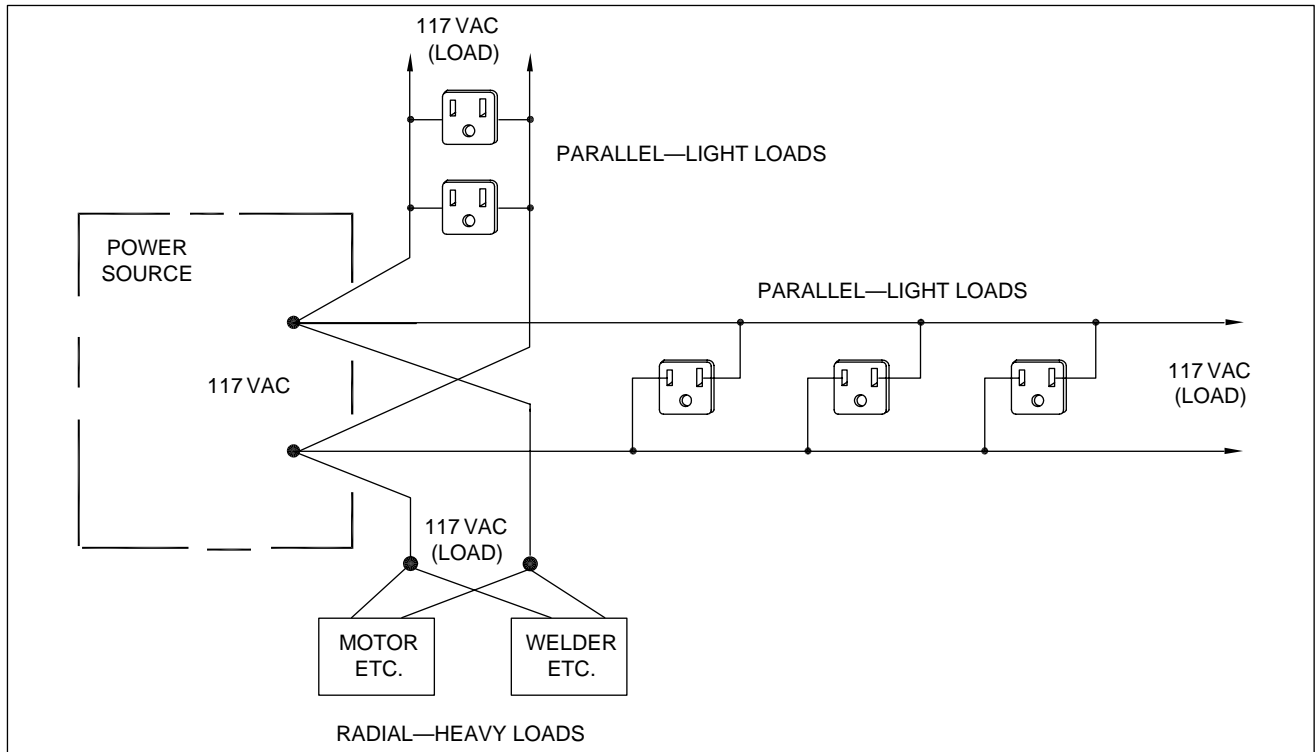 117 VAC
(LOAD)
PARALLEL—LIGHT LOADS
POWER
SOURCE
PARALLEL—LIGHT LOADS
117 VAC
117 VAC
(LOAD)
117 VAC
(LOAD)
MOTOR
ETC.
WELDER
ETC.
RADIAL—HEAVY LOADS